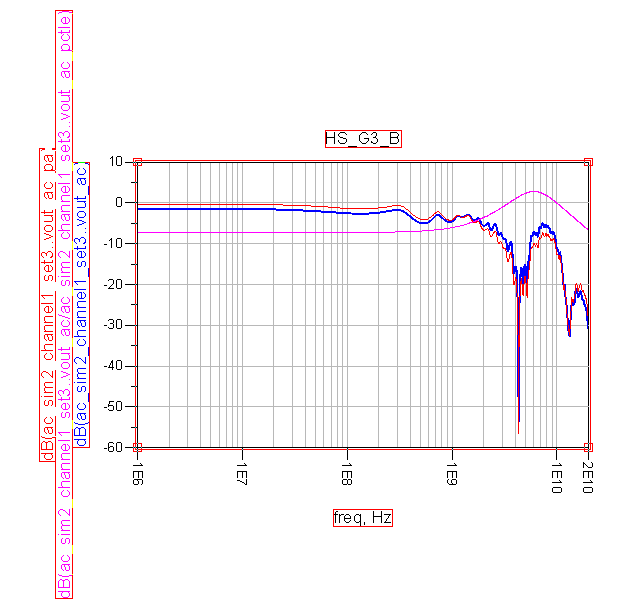 HS_G3_B
dB(ac_sim2_channel1_set3..vout_ac_pa
dB(ac_sim2_channel1_set3..vout_ac/ac_sim2_channel1_set3..vout_ac_pctle)
dB(ac_sim2_channel1_set3..vout_ac
10
0
-10
-20
-30
-40
-50
-60
1E6
1E7
1E8
1E9
1E10
2E10
freq, Hz